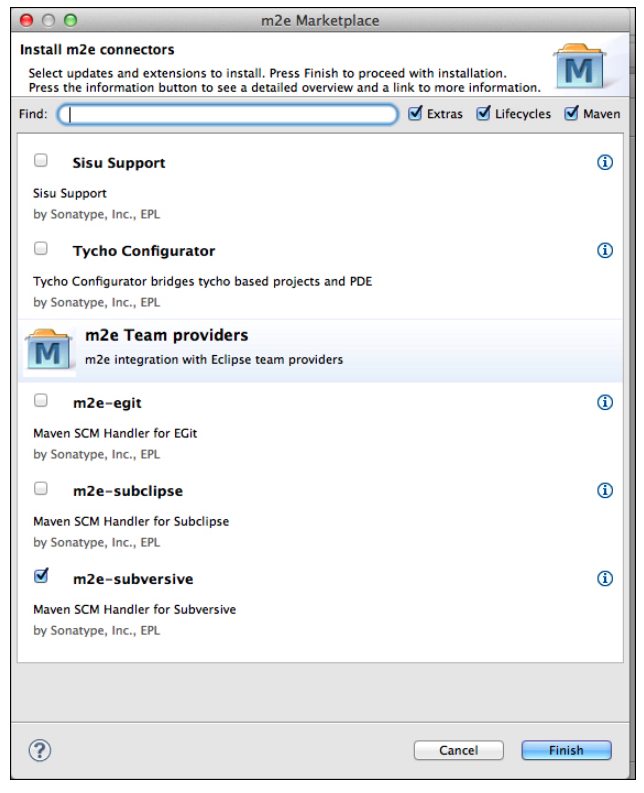 m2e Marketplace
Install m2e connectors
Select updates and extensions to install. Press Finish to proceed with installation.
Press the information button to see a detailed overview and a link to more information.
M
Find: Extras Lifecycles Maven
Sisu Support
Sisu Support
by Sonatype, Inc., EPL
Tycho Configurator
Tycho Configurator bridges tycho based projects and PDE
by Sonatype, Inc., EPL
M
m2e Team providers
m2e integration with Eclipse team providers
m2e-egit
Maven SCM Handler for EGit
by Sonatype, Inc., EPL
m2e-subclipse
Maven SCM Handler for Subclipse
by Sonatype, Inc., EPL
m2e-subversive
Maven SCM Handler for Subversive
by Sonatype, Inc., EPL
? Cancel Finish